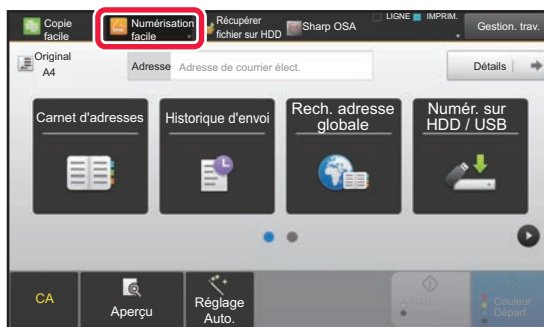 Copie
facile
Numérisation
facile
Récupérer
fichier sur HDD
Sharp OSA
LIGNE
IMPRIM.
Gestion. trav.
Original
A4
Adresse
Adresse de courrier élect.
Détails
Carnet d'adresses
Historique d'envoi
Rech. adresse
globale
Numér. sur
HDD / USB
CA
Aperçu
Réglage
Auto.
Couleur
Départ